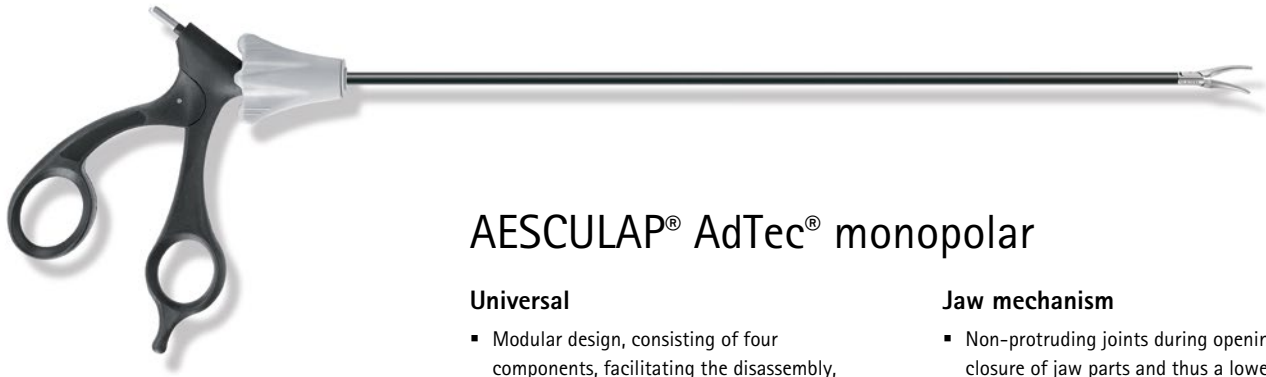 AESCULAP® AdTec® monopolar
Universal
▪ Modular design, consisting of four
components, facilitating the disassembly,
Jaw mechanism
▪ Non-protruding joints during
closure of jaw parts and thus a lowe